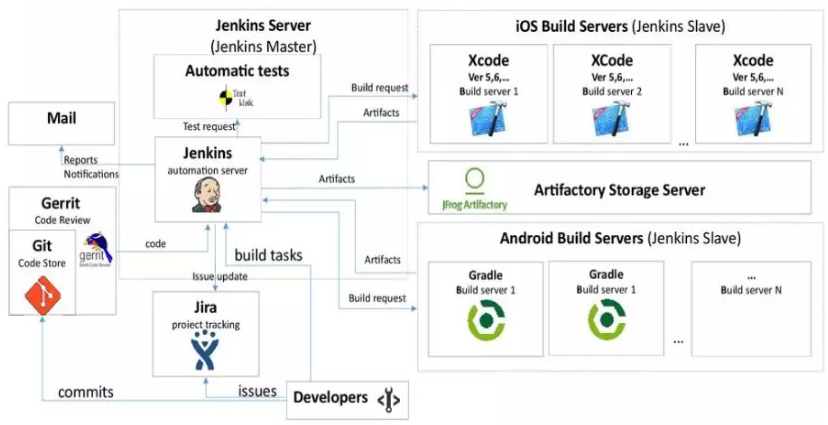 Jenkins Server
(Jenkins Master)
Automatic tests
Test
Link
Test request
Mail
Reports
Notifications
Jenkins
automation server
Gerrit
Code Review
Git
Code Store
gerrit
Gerrit Code Review
code
build tasks
Issue update
Jira
project tracking
commits
issues
Developers
Build request
Artifacts
Artifacts
Artifacts
Build request
iOS Build Servers (Jenkins Slave)
Xcode
Ver 5,6,...
Build server 1
XCode
Ver 5,6,...
Build server 2
Xcode
Ver 5,6,...
Build server N
...
JFrog Artifactory
Artifactory Storage Server
Android Build Servers (Jenkins Slave)
Gradle
Build server 1
Gradle
Build server 1
...
Build server N
...